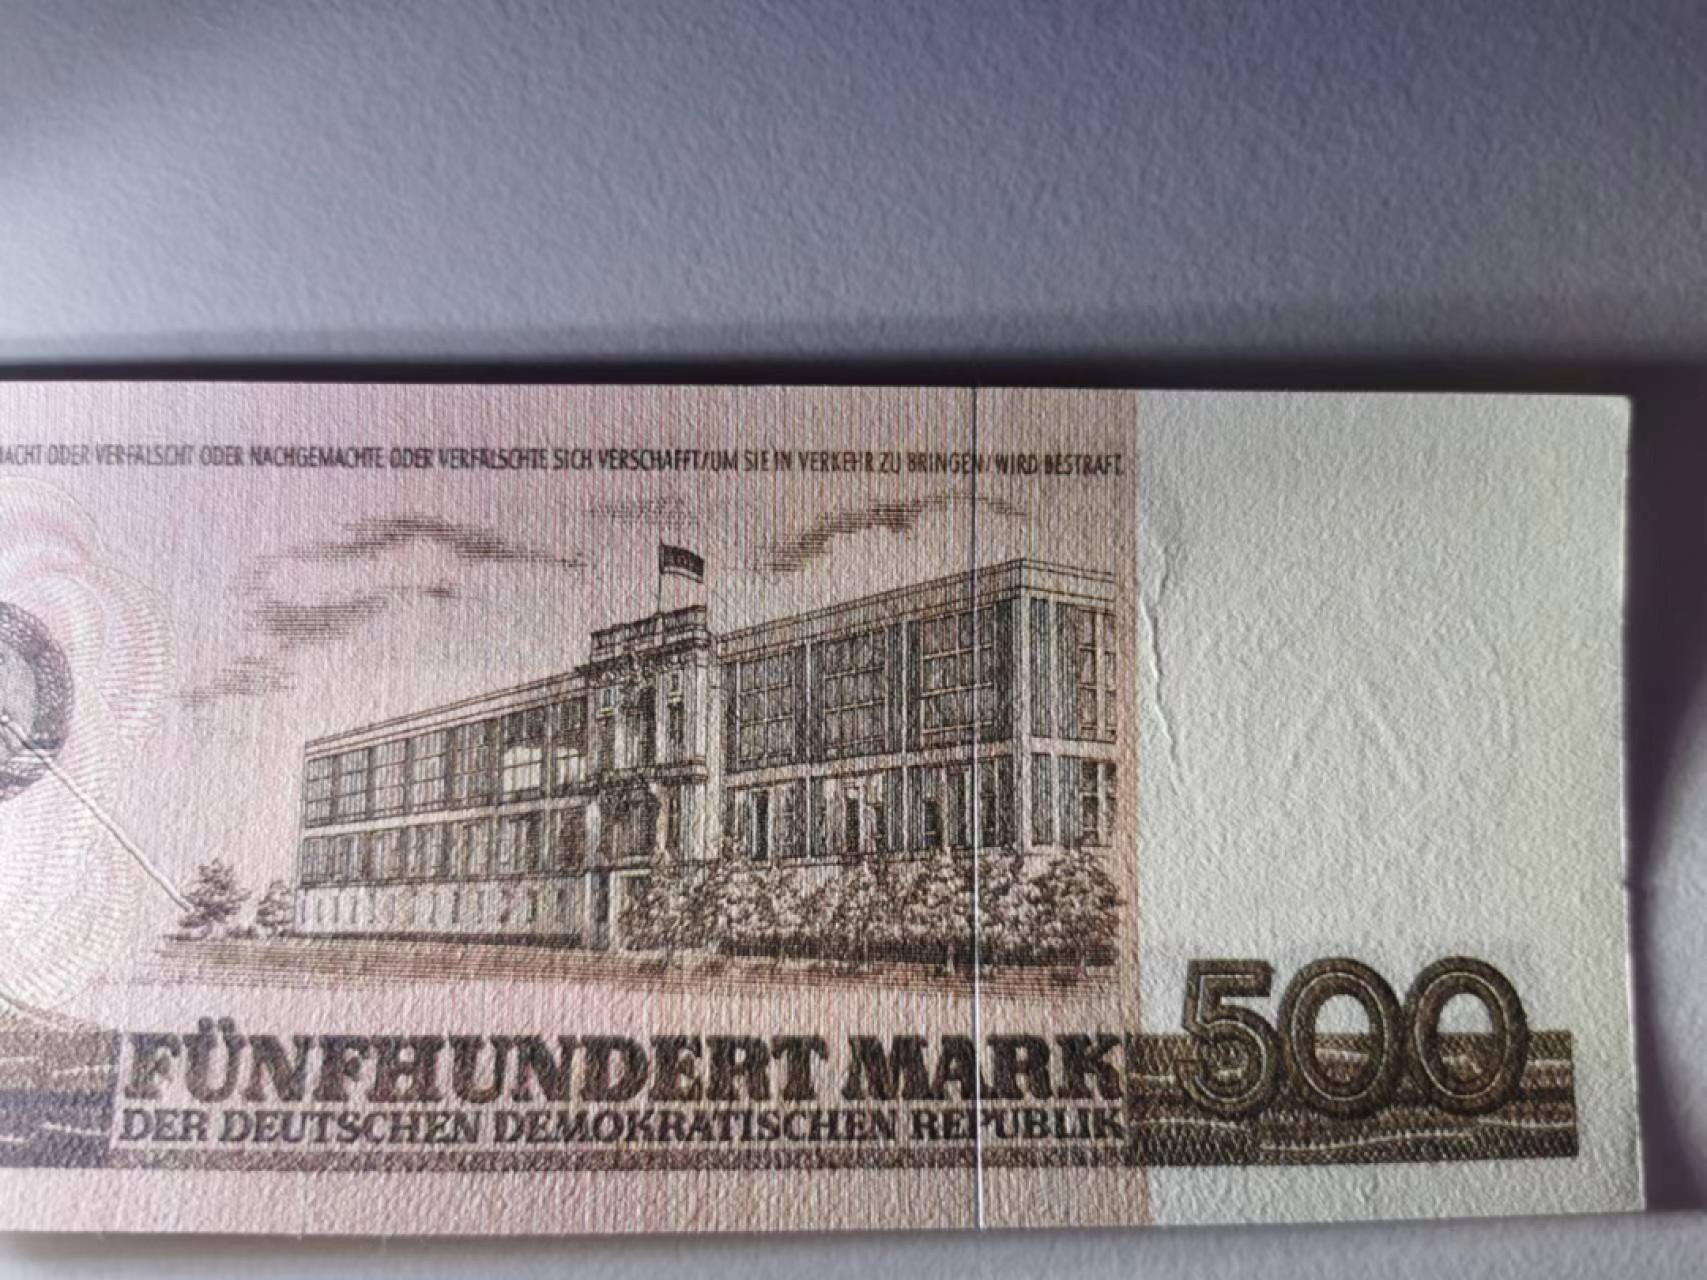 ODER VERFÄLSCHT ODER NACHGEMACHTE ODER VERFÄLSCHTE SICH VERSCHAFFT/UM SIE IN VERKEHR ZU BRINGEN/WIRD BESTRAFT.
FÜNFHUNDERT MARK
DER DEUTSCHEN DEMOKRATISCHEN REPUBLIK
500